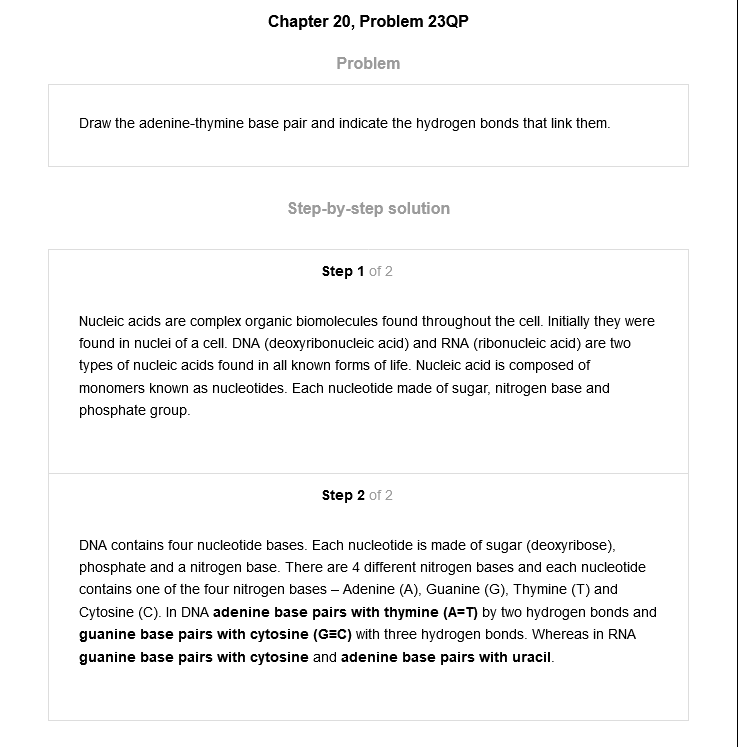 Chapter 20, Problem 23QP
Problem
Draw the adenine-thymine base pair and indicate the hydrogen bonds that link them.
Step-by-step solution
Step 1 of 2
Nucleic acids are complex organic biomolecules found throughout the cell. Initially they were
found in nuclei of a cell. DNA (deoxyribonucleic acid) and RNA (ribonucleic acid) are two
types of nucleic acids found in all known forms of life. Nucleic acid is composed of
monomers known as nucleotides. Each nucleotide made of sugar, nitrogen base and
phosphate group.
Step 2 of 2
DNA contains four nucleotide bases. Each nucleotide is made of sugar (deoxyribose),
phosphate and a nitrogen base. There are 4 different nitrogen bases and each nucleotide
contains one of the four nitrogen bases – Adenine (A), Guanine (G), Thymine (T) and
Cytosine (C). In DNA adenine base pairs with thymine (A=T) by two hydrogen bonds and
guanine base pairs with cytosine (G≡C) with three hydrogen bonds. Whereas in RNA
guanine base pairs with cytosine and adenine base pairs with uracil.